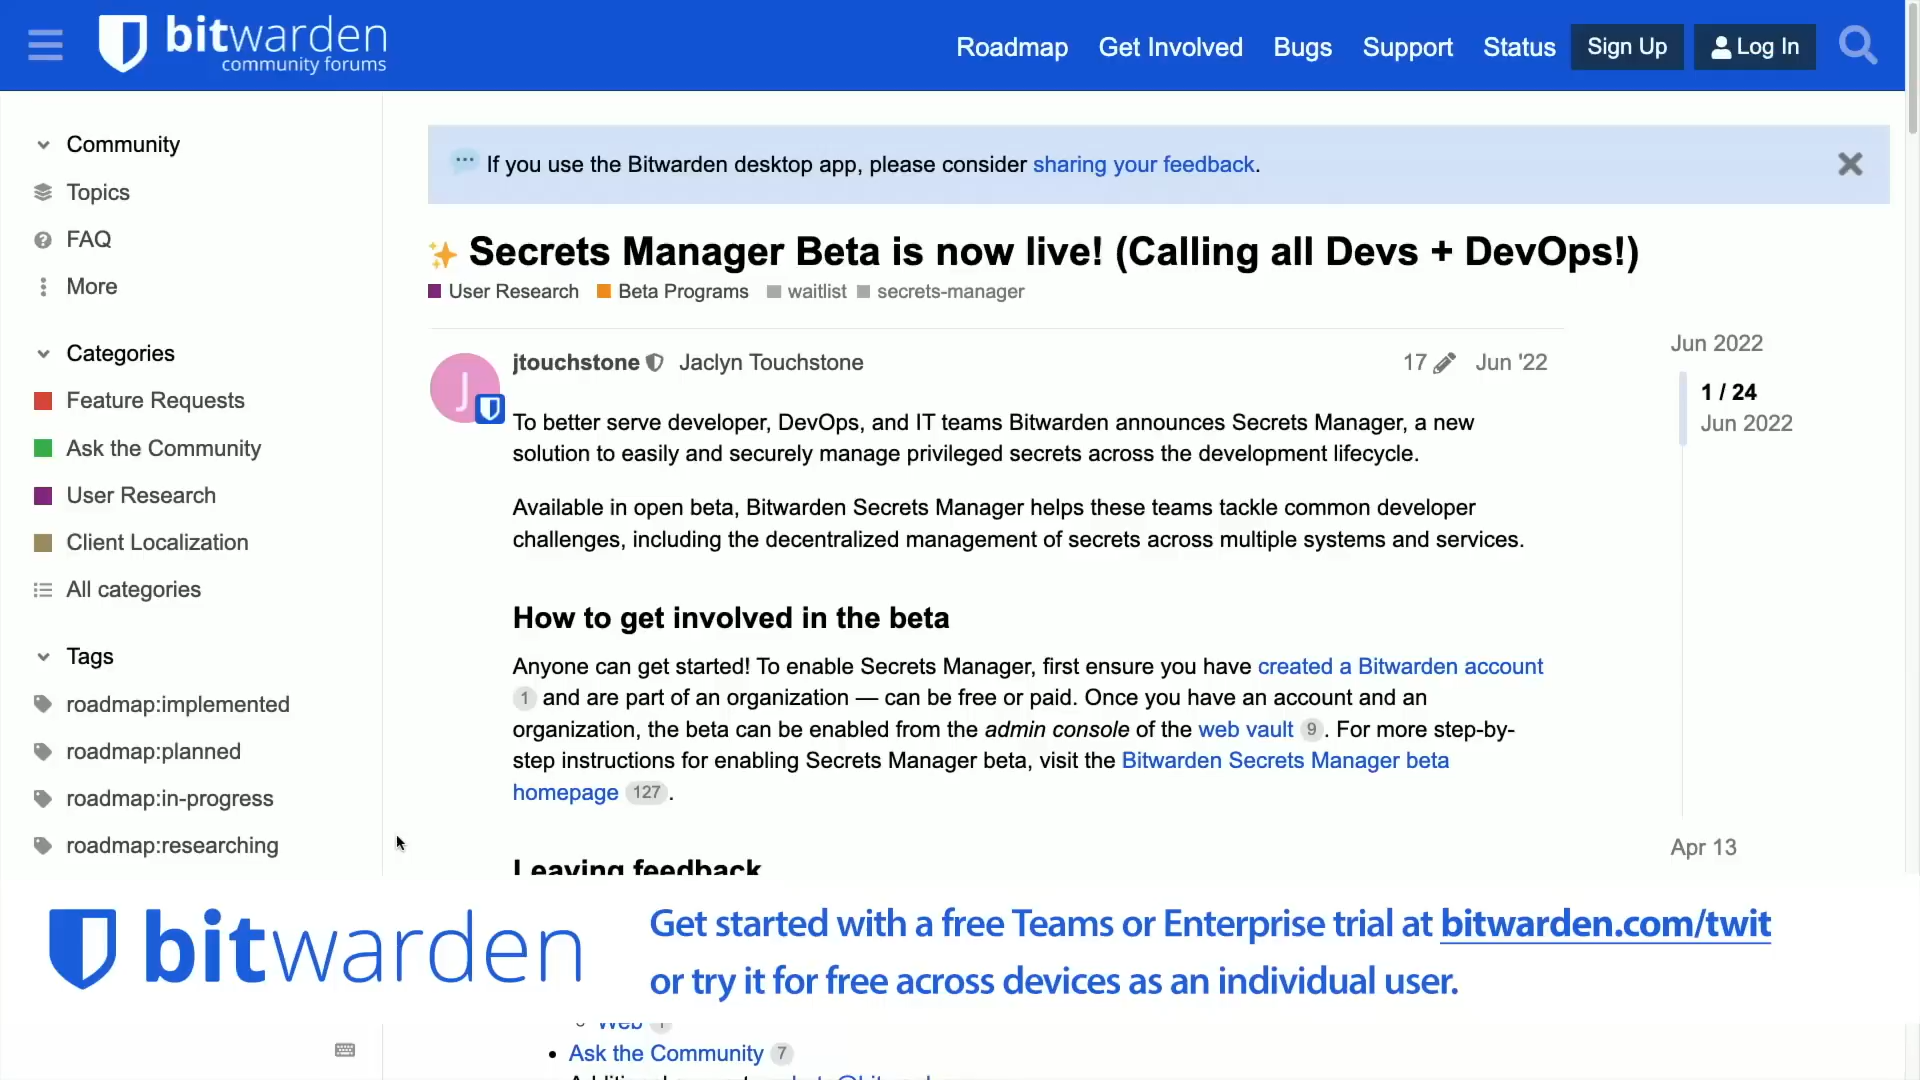 bitwarden
community forums
Roadmap Get Involved Bugs Support Status Sign Up Log In
Community
Topics
FAQ
More
Categories
Feature Requests
Ask the Community
User Research
Client Localization
All categories
Tags
roadmap:implemented
roadmap:planned
roadmap:in-progress
roadmap:researching
If you use the Bitwarden desktop app, please consider sharing your feedback.
Secrets Manager Beta is now live! (Calling all Devs + DevOps!)
User Research Beta Programs waitlist secrets-manager
J
jtouchstone Jaclyn Touchstone 17 Jun '22
To better serve developer, DevOps, and IT teams Bitwarden announces Secrets Manager, a new
solution to easily and securely manage privileged secrets across the development lifecycle.
Available in open beta, Bitwarden Secrets Manager helps these teams tackle common developer
challenges, including the decentralized management of secrets across multiple systems and services.
How to get involved in the beta
Anyone can get started! To enable Secrets Manager, first ensure you have created a Bitwarden account
1 and are part of an organization — can be free or paid. Once you have an account and an
organization, the beta can be enabled from the admin console of the web vault 9. For more step-by-
step instructions for enabling Secrets Manager beta, visit the Bitwarden Secrets Manager beta
homepage 127.
Leaving feedback
Jun 2022
1 / 24
Jun 2022
Apr 13
bitwarden
Get started with a free Teams or Enterprise trial at bitwarden.com/twit
or try it for free across devices as an individual user.
Web 1
Ask the Community 7